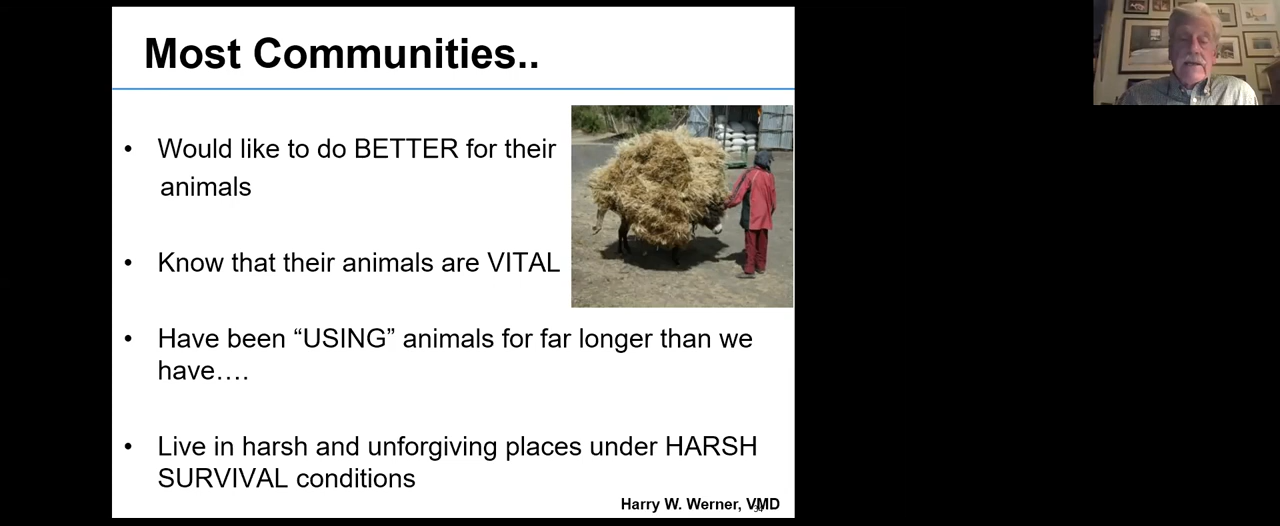 Most Communities..
• Would like to do BETTER for their
animals
• Know that their animals are VITAL
• Have been “USING” animals for far longer than we
have….
• Live in harsh and unforgiving places under HARSH
SURVIVAL conditions
Harry W. Werner, VMD